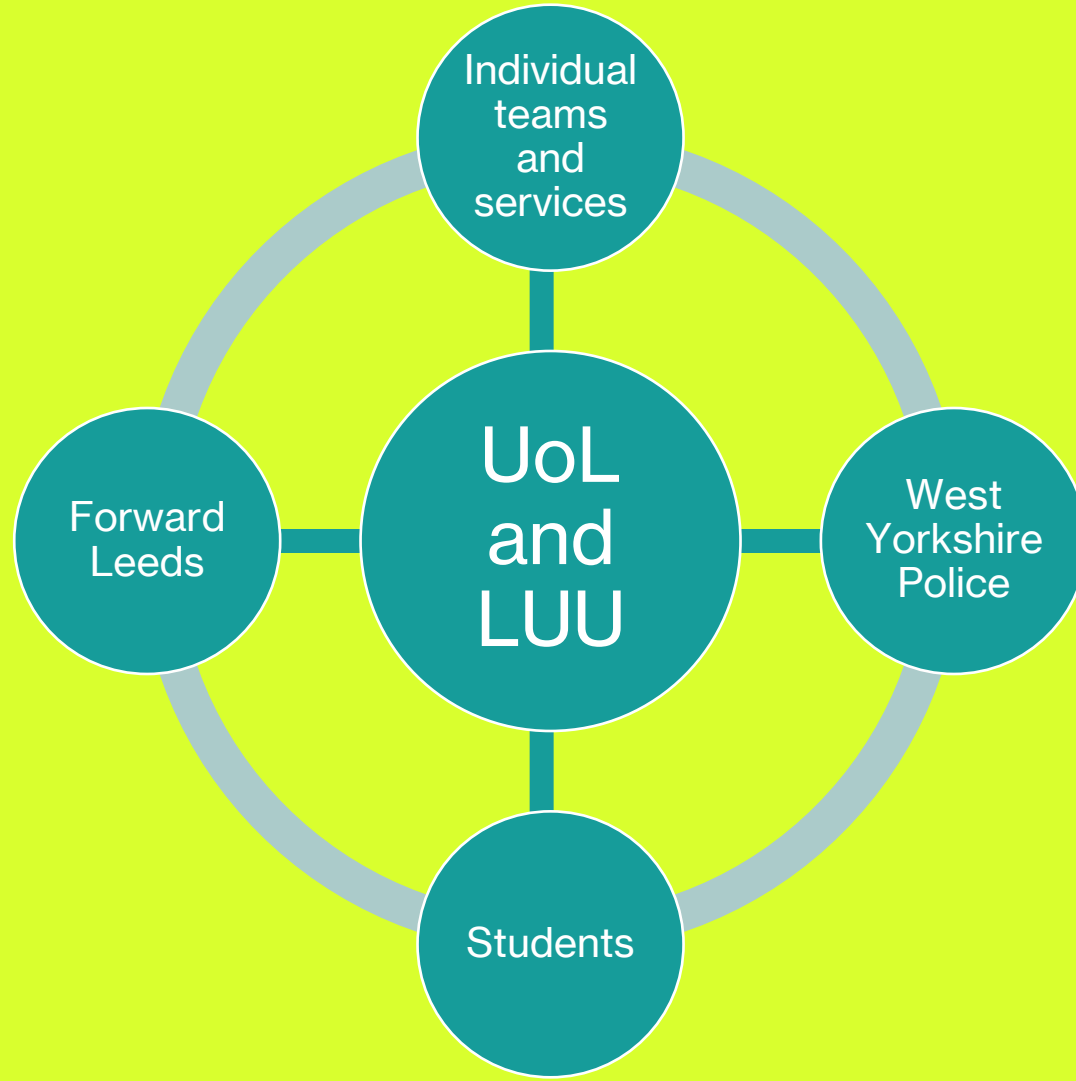 Individual
teams
and
services
Forward
Leeds
UoL
and
LUU
West
Yorkshire
Police
Students